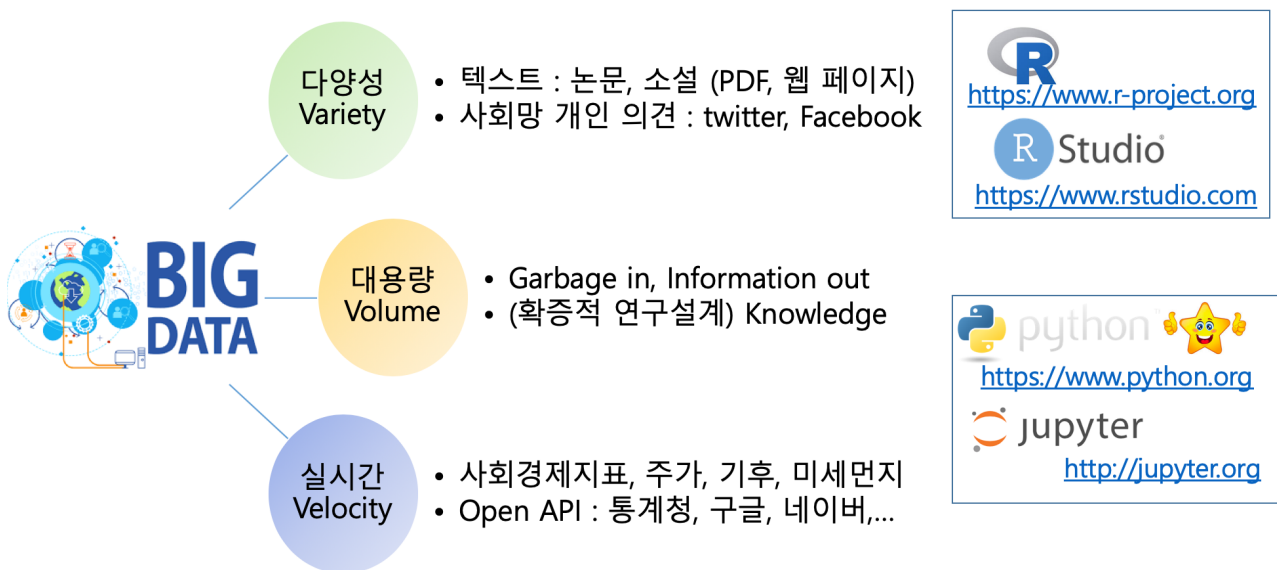 다양성
Variety
• 텍스트 : 논문, 소설 (PDF, 웹 페이지)
• 사회망 개인 의견 : twitter, Facebook
BIG
DATA
대용량
Volume
• Garbage in, Information out
• (확증적 연구설계) Knowledge
실시간
Velocity
• 사회경제지표, 주가, 기후, 미세먼지
• Open API : 통계청, 구글, 네이버,...
R
https://www.r-project.org
R Studio
https://www.rstudio.com
python
https://www.python.org
jupyter
http://jupyter.org